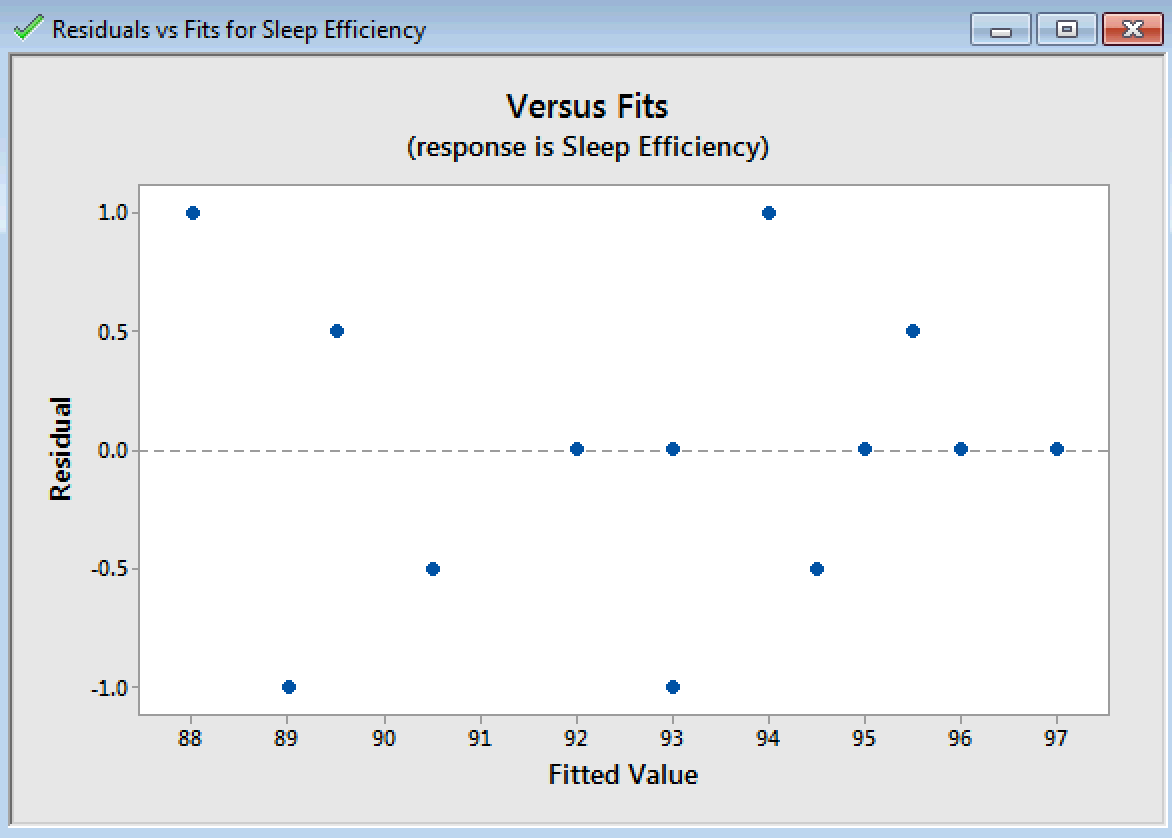 Residuals vs Fits for Sleep Efficiency
Versus Fits
(response is Sleep Efficiency)
1.0
0.5
0.0
-0.5
-1.0
Residual
88 89 90 91 92 93 94 95 96 97
Fitted Value